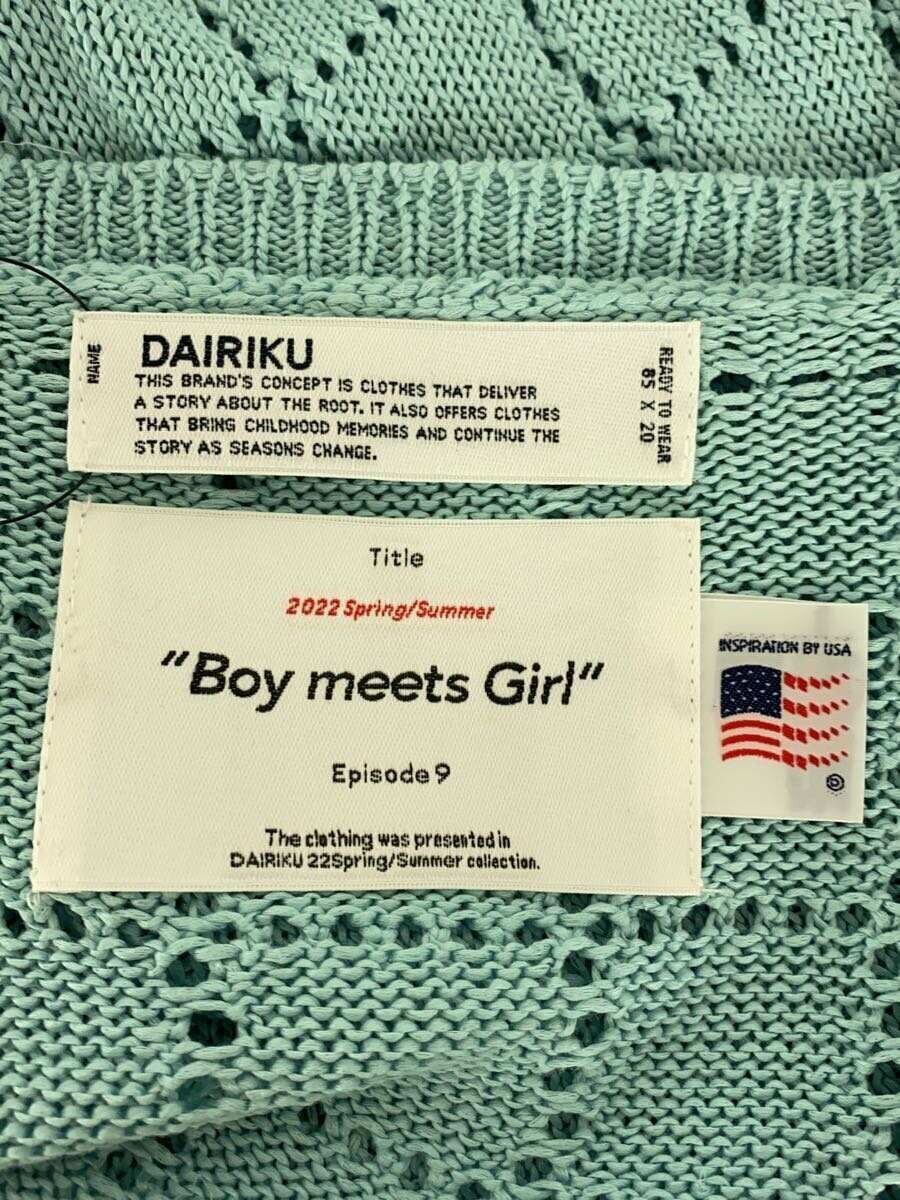 NAME
DAIRIKU
THIS BRAND'S CONCEPT IS CLOTHES THAT DELIVER
A STORY ABOUT THE ROOT. IT ALSO OFFERS CLOTHES
THAT BRING CHILDHOOD MEMORIES AND CONTINUE THE
STORY AS SEASONS CHANGE.
READY TO WEAR
85 X 20
Title
2022 Spring/Summer
"Boy meets Girl"
Episode 9
The clothing was presented in
DAIRIKU 22Spring/Summer collection.
INSPIRATION BY USA